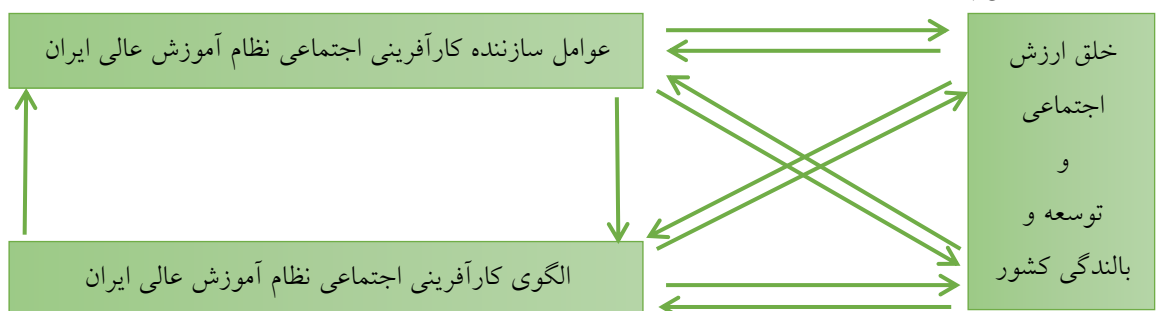 عوامل سازنده کارآفرینی اجتماعی نظام آموزش عالی ایران
خلق ارزش
اجتماعی
و
توسعه و
بالندگی کشور
الگوی کارآفرینی اجتماعی نظام آموزش عالی ایران